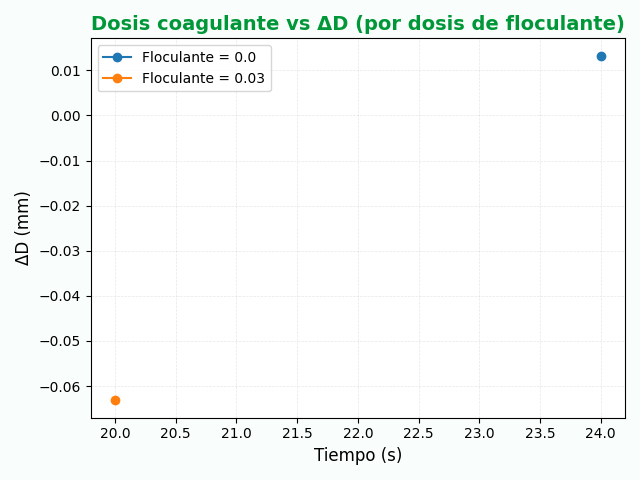 Dosis coagulante vs ΔD (por dosis de floculante)
Floculante = 0.0
Floculante = 0.03
0.01
0.00
−0.01
−0.02
−0.03
−0.04
−0.05
−0.06
ΔD (mm)
20.0 20.5 21.0 21.5 22.0 22.5 23.0 23.5 24.0
Tiempo (s)